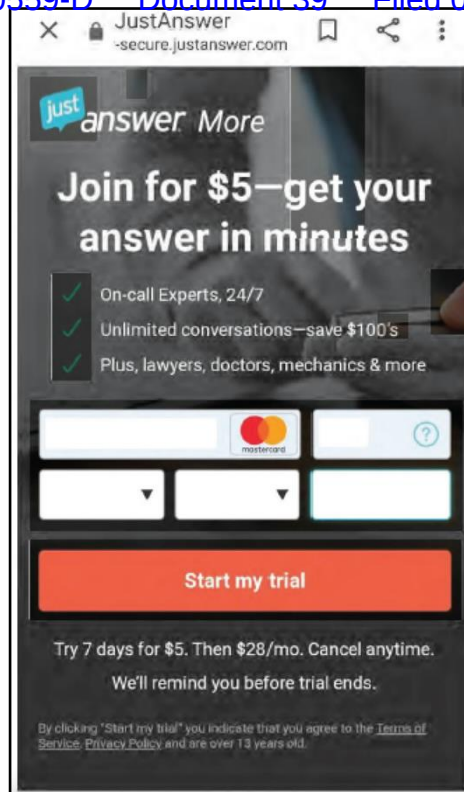 Document 39 Filed
JustAnswer
-secure.justanswer.com
just answer More
Join for $5—get your
answer in minutes
On-call Experts, 24/7
Unlimited conversations—save $100's
Plus, lawyers, doctors, mechanics & more
mastercard
?
Start my trial
Try 7 days for $5. Then $28/mo. Cancel anytime.
We'll remind you before trial ends.
By clicking "Start my trial" you indicate that you agree to the Terms of
Service, Privacy Policy and are over 13 years old.